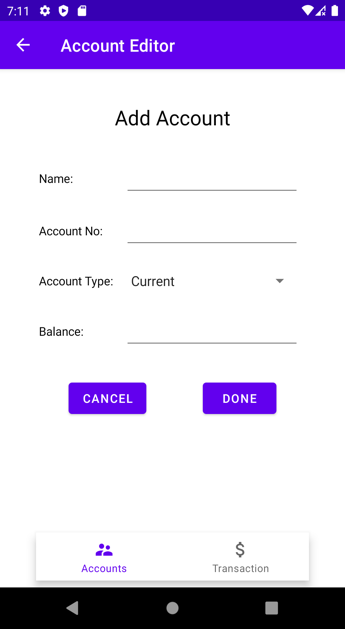 7:11
Account Editor
Add Account
Name:
Account No:
Account Type: Current
Balance:
CANCEL DONE
$
Accounts Transaction